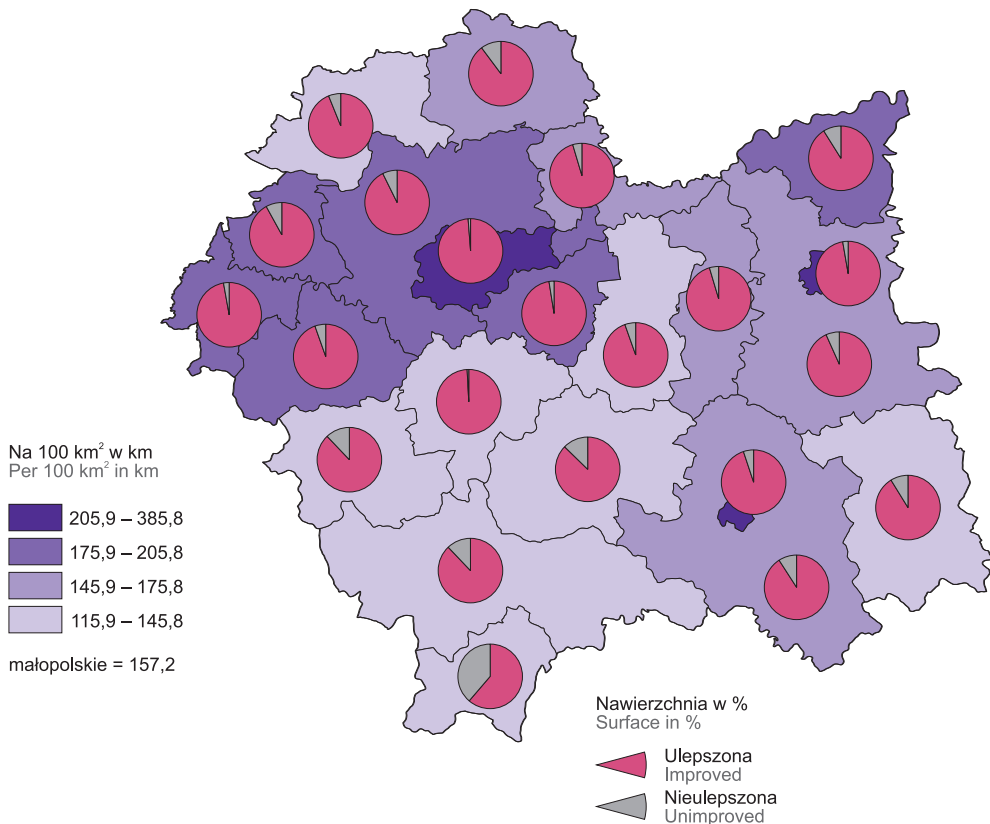 Na 100 km² w km
Per 100 km² in km
205,9 – 385,8
175,9 – 205,8
145,9 – 175,8
115,9 – 145,8
małopolskie = 157,2
Nawierzchnia w %
Surface in %
Ulepszona
Improved
Nieulepszona
Unimproved